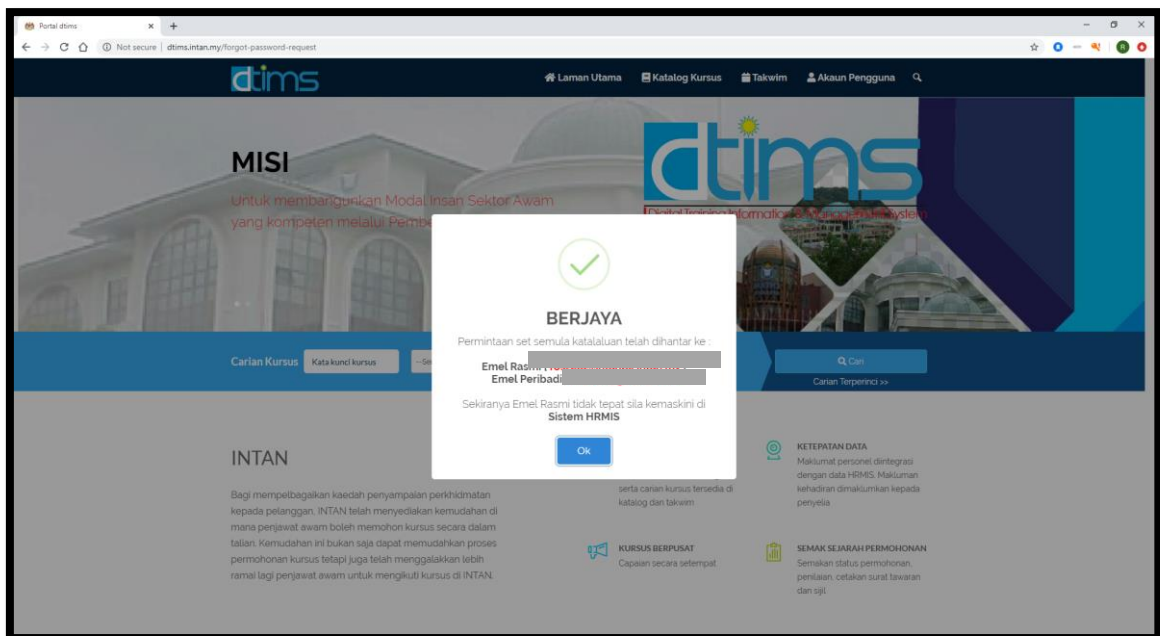 Portal dtims
Not secure | dtims.intan.my/forgot-password-request
dtims
Laman Utama
Katalog Kursus
Takwim
Akaun Pengguna
MISI
Untuk membangunkan Modal Insan Sektor Awam
yang kompeten melalui
dtims
Digital Training Information & Management System
BERJAYA
Permintaan set semula katalaluan telah dihantar ke :
Emel
Emel Peribadi
Sekiranya Emel Rasmi tidak tepat sila kemaskini di
Sistem HRMIS
Ok
Carian Kursus
Kata kunci kursus
Cari
Carian Terperinci >>
INTAN
Bagi mempelbagaikan kaedah penyampaian perkhidmatan
kepada pelanggan, INTAN telah menyediakan kemudahan di
mana penjawat awam boleh memohon kursus secara dalam
talian. Kemudahan ini bukan saja dapat memudahkan proses
permohonan kursus tetapi juga telah menggalakkan lebih
ramai lagi penjawat awam untuk mengikuti kursus di INTAN.
serta carian kursus tersedia di
katalog dan takwim
KETEPATAN DATA
Maklumat personel diintegrasi
dengan data HRMIS. Makluman
kehadiran dimaklumkan kepada
penyelia
KURSUS BERPUSAT
Capaian secara setempat
SEMAK SEJARAH PERMOHONAN
Semakan status permohonan,
penilaian, cetakan surat tawaran
dan sijil